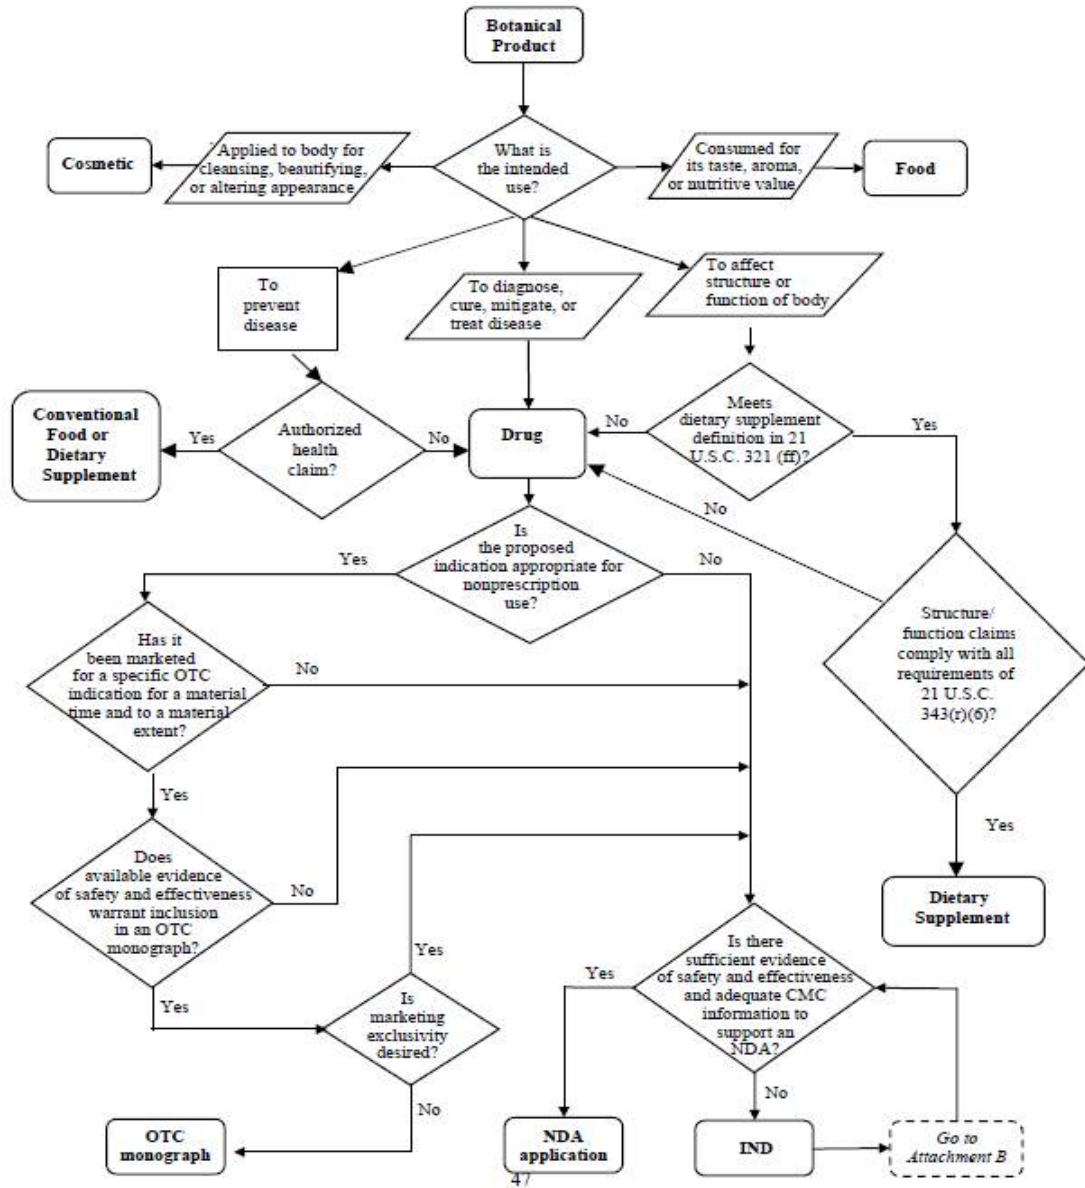 Botanical
Product
Cosmetic
Applied to body for
cleansing, beautifying,
or altering appearance
What is
the intended
use?
Consumed for
its taste, aroma,
or nutritive value
Food
To
prevent
disease
To diagnose,
cure, mitigate, or
treat disease
To affect
structure or
function of body
Conventional
Food or
Dietary
Supplement
Yes
Authorized
health
claim?
No
Drug
No
Meets
dietary supplement
definition in 21
U.S.C. 321 (ff)?
Yes
No
Is
the proposed
indication appropriate for
nonprescription
use?
Yes
No
Has it
been marketed
for a specific OTC
indication for a material
time and to a material
extent?
No
Structure/
function claims
comply with all
requirements of
21 U.S.C.
343(r)(6)?
Yes
Yes
Does
available evidence
of safety and effectiveness
warrant inclusion
in an OTC
monograph?
No
Dietary
Supplement
Yes
Yes
Is
marketing
exclusivity
desired?
Yes
Is there
sufficient evidence
of safety and effectiveness
and adequate CMC
information to
support an
NDA?
No
No
OTC
monograph
NDA
application
IND
Go to
Attachment B
47